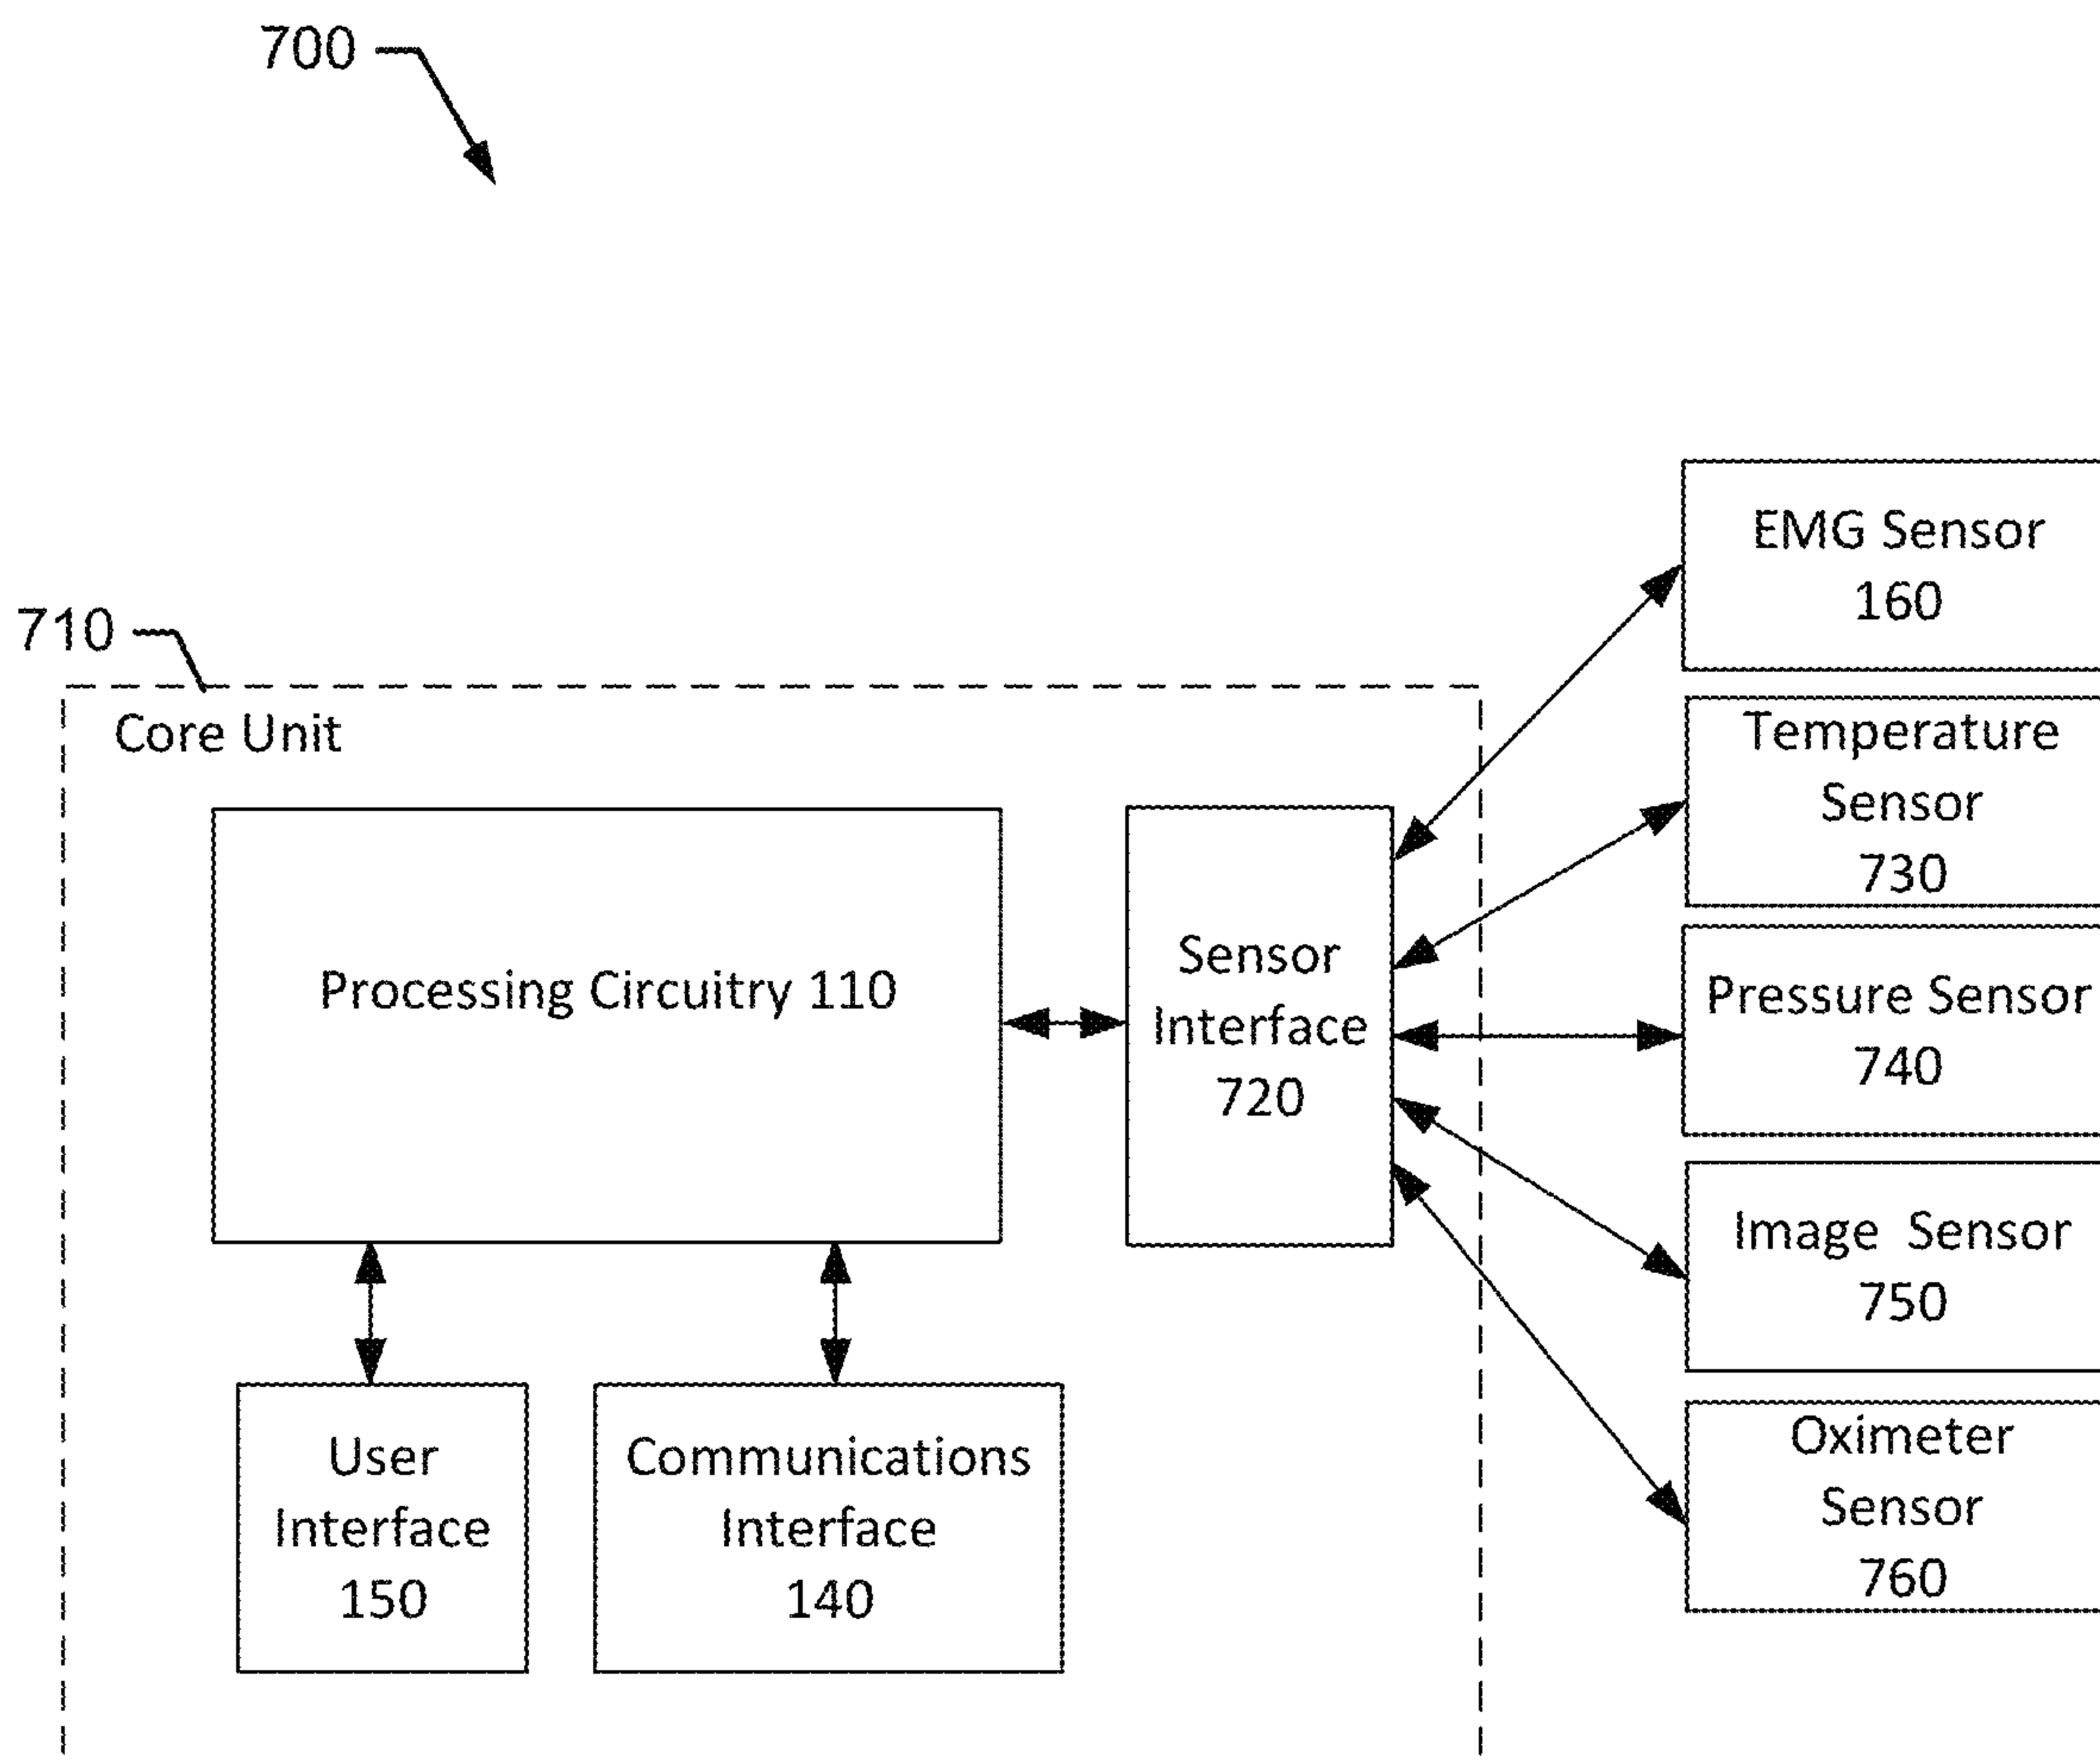 700
710
Core Unit
Processing Circuitry 110
Sensor
Interface
720
User
Interface
150
Communications
Interface
140
EMG Sensor
160
Temperature
Sensor
730
Pressure Sensor
740
Image Sensor
750
Oximeter
Sensor
760